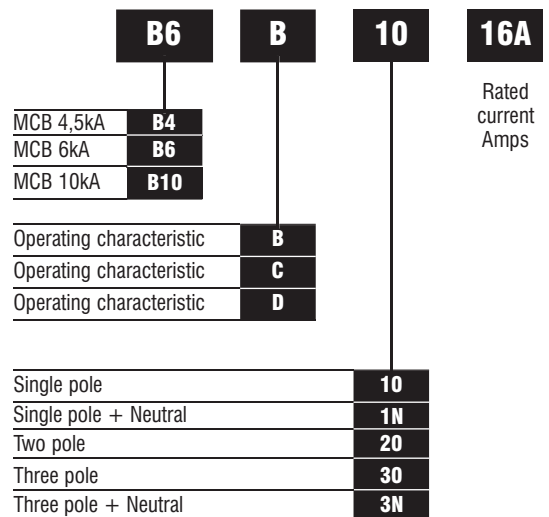 B6 B 10 16A
Rated
current
Amps
MCB 4,5kA B4
MCB 6kA B6
MCB 10kA B10
Operating characteristic B
Operating characteristic C
Operating characteristic D
Single pole 10
Single pole + Neutral 1N
Two pole 20
Three pole 30
Three pole + Neutral 3N